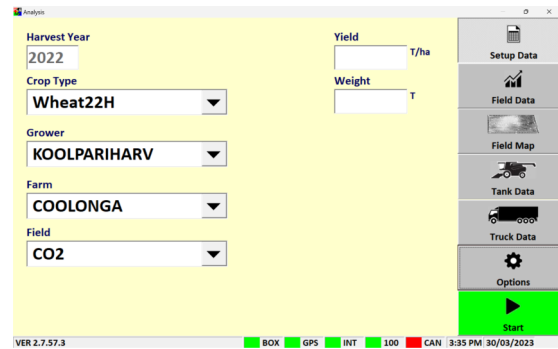 Analysis
Harvest Year
2022
Crop Type
Wheat22H
Grower
KOOLPARIHARV
Farm
COOLONGA
Field
CO2
Yield
T/ha
Weight
T
Setup Data
Field Data
Field Map
Tank Data
Truck Data
Options
Start
VER 2.7.57.3 BOX GPS INT 100 CAN 3:35 PM 30/03/2023